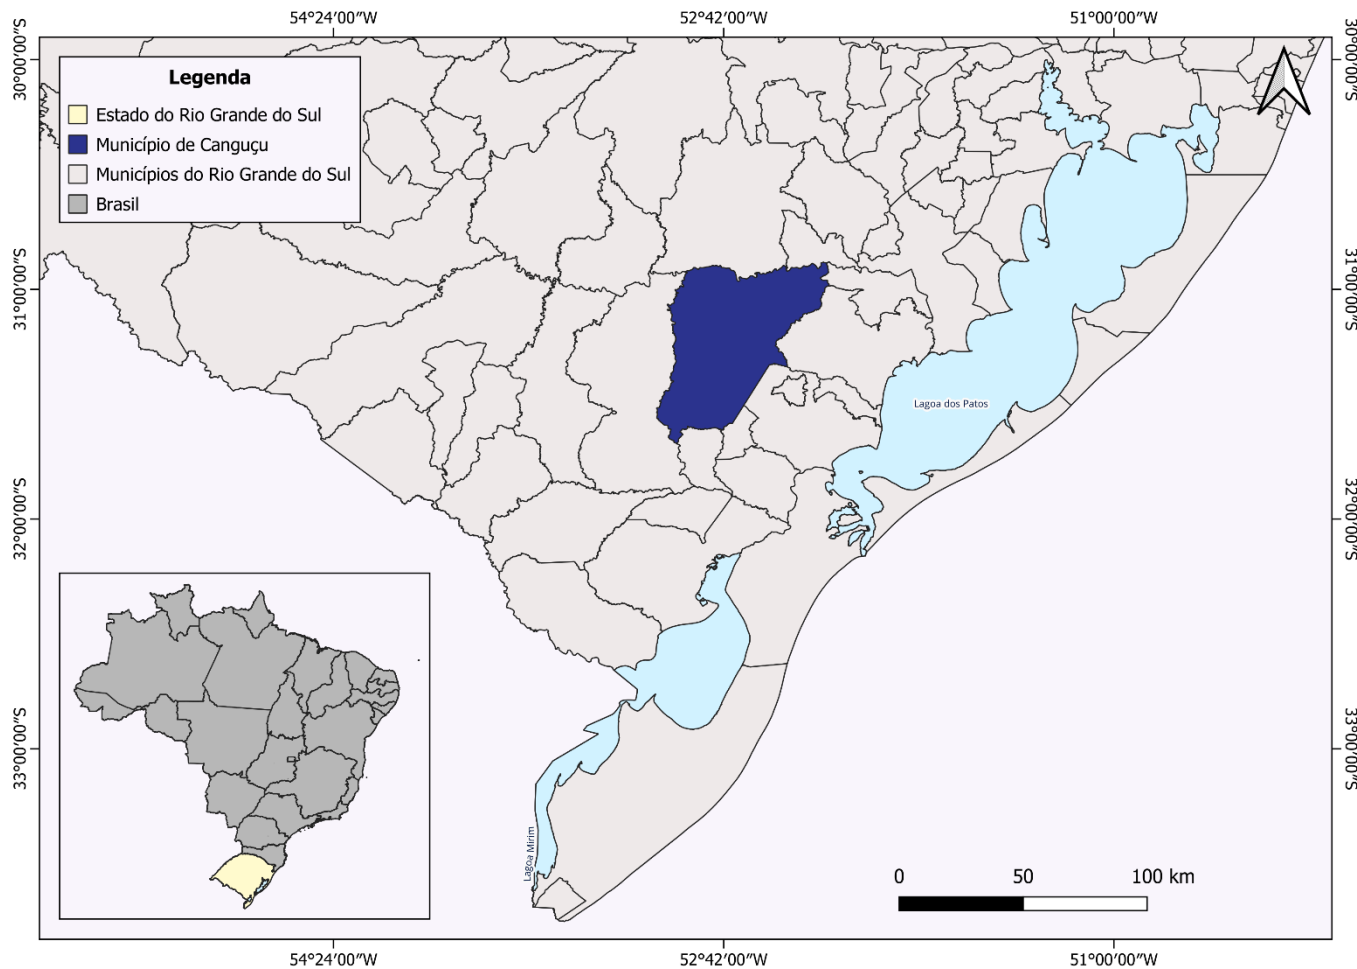 54°24'00"W 52°42'00"W 51°00'00"W
30°00'00"S
30°00'00"S
Legenda
Estado do Rio Grande do Sul
Município de Canguçu
Municípios do Rio Grande do Sul
Brasil
31°00'00"S
31°00'00"S
Lagoa dos Patos
32°00'00"S
32°00'00"S
33°00'00"S
33°00'00"S
Lagoa Mirim
0 50 100 km
54°24'00"W 52°42'00"W 51°00'00"W